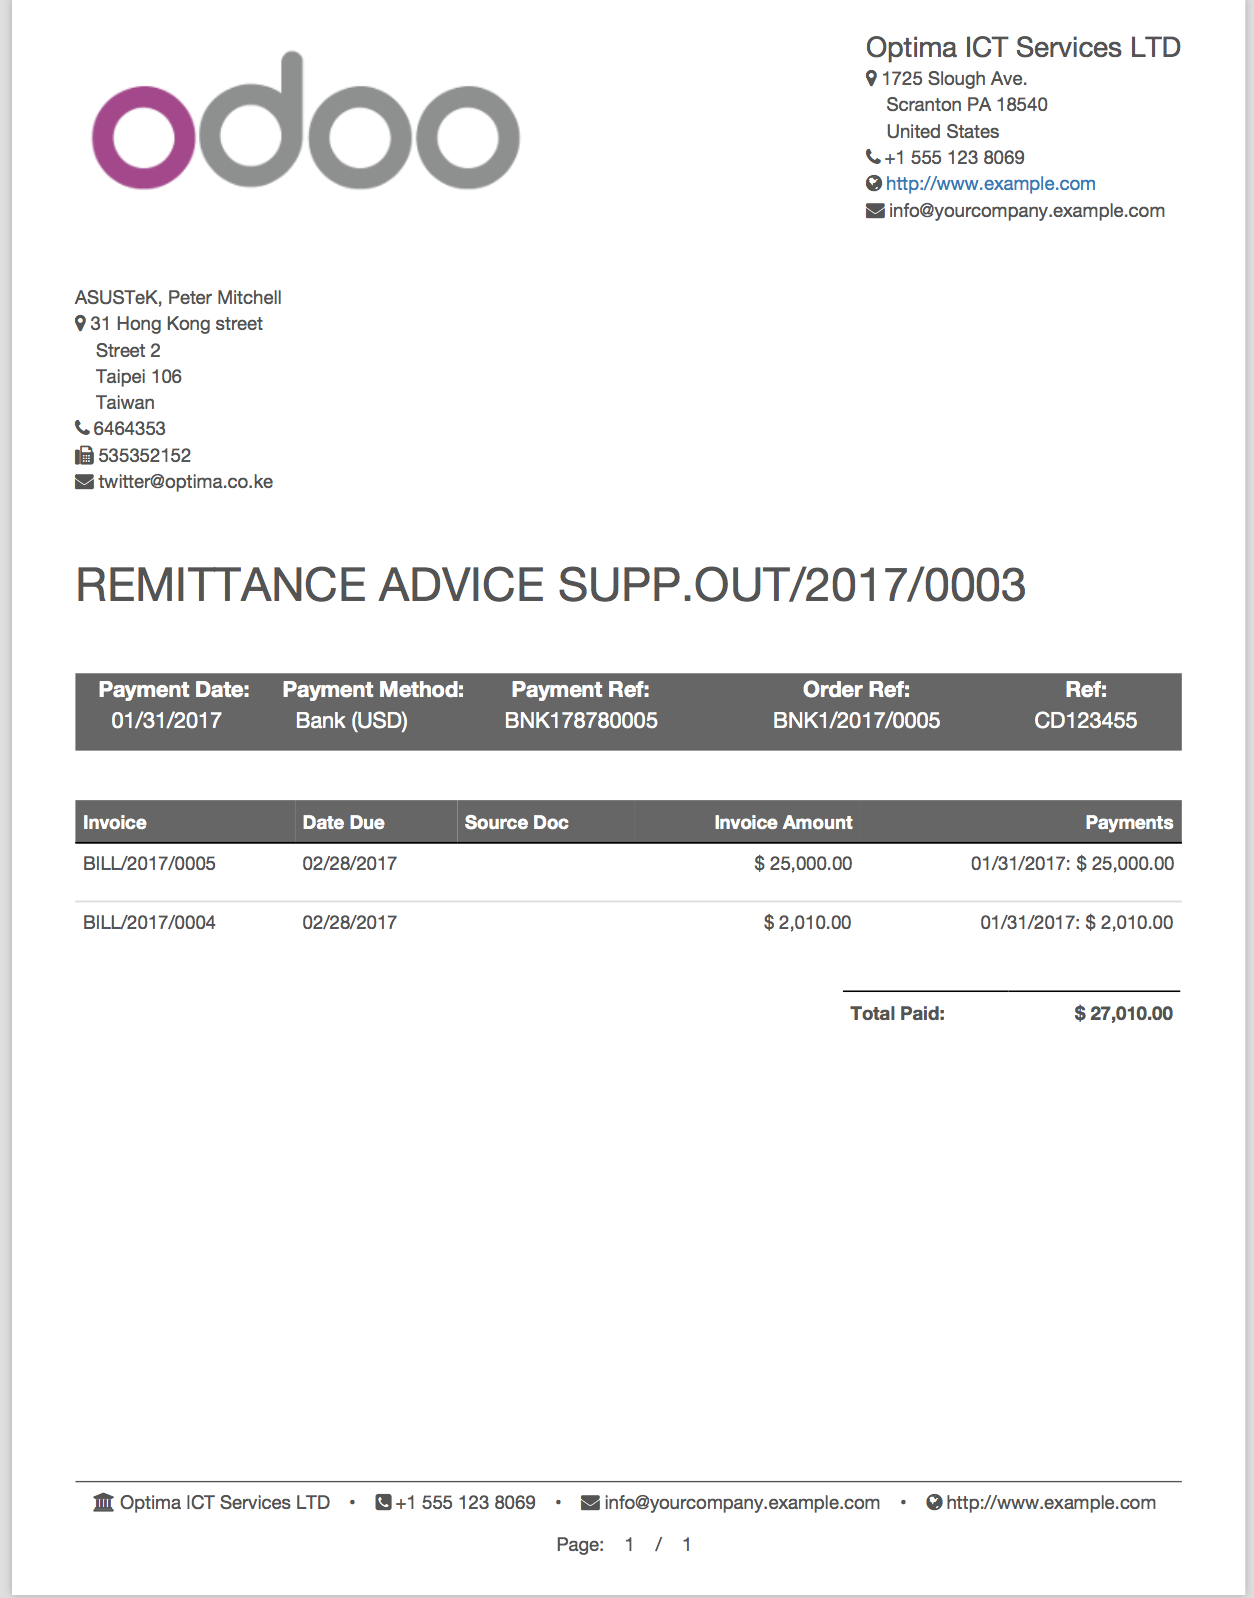 odoo
Optima ICT Services LTD
1725 Slough Ave.
Scranton PA 18540
United States
+1 555 123 8069
http://www.example.com
info@yourcompany.example.com
ASUSTeK, Peter Mitchell
31 Hong Kong street
Street 2
Taipei 106
Taiwan
6464353
535352152
twitter@optima.co.ke
REMITTANCE ADVICE SUPP.OUT/2017/0003
Payment Date: Payment Method: Payment Ref: Order Ref: Ref:
01/31/2017 Bank (USD) BNK178780005 BNK1/2017/0005 CD123455
Invoice Date Due Source Doc Invoice Amount Payments
BILL/2017/0005 02/28/2017 $ 25,000.00 01/31/2017: $ 25,000.00
BILL/2017/0004 02/28/2017 $ 2,010.00 01/31/2017: $ 2,010.00
Total Paid: $ 27,010.00
Optima ICT Services LTD • +1 555 123 8069 • info@yourcompany.example.com • http://www.example.com
Page: 1 / 1